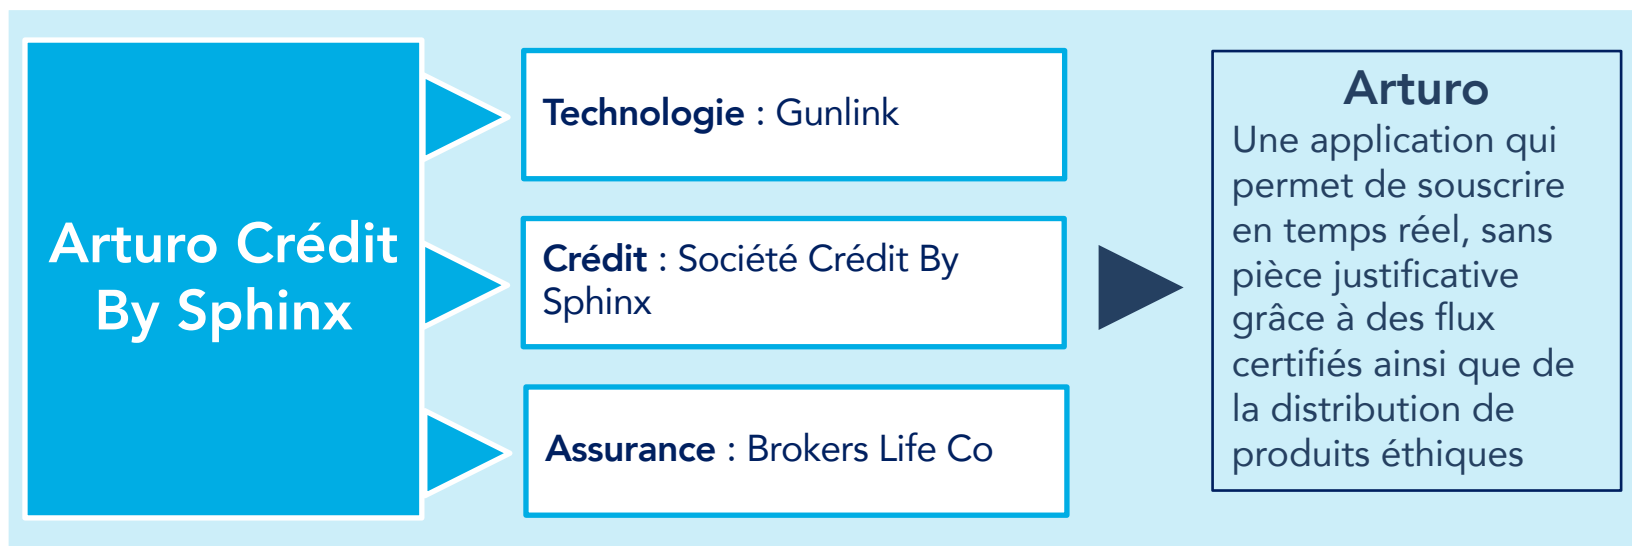 Arturo Crédit
By Sphinx
Technologie : Gunlink
Crédit : Société Crédit By
Sphinx
Assurance : Brokers Life Co
Arturo
Une application qui
permet de souscrire
en temps réel, sans
pièce justificative
grâce à des flux
certifiés ainsi que de
la distribution de
produits éthiques